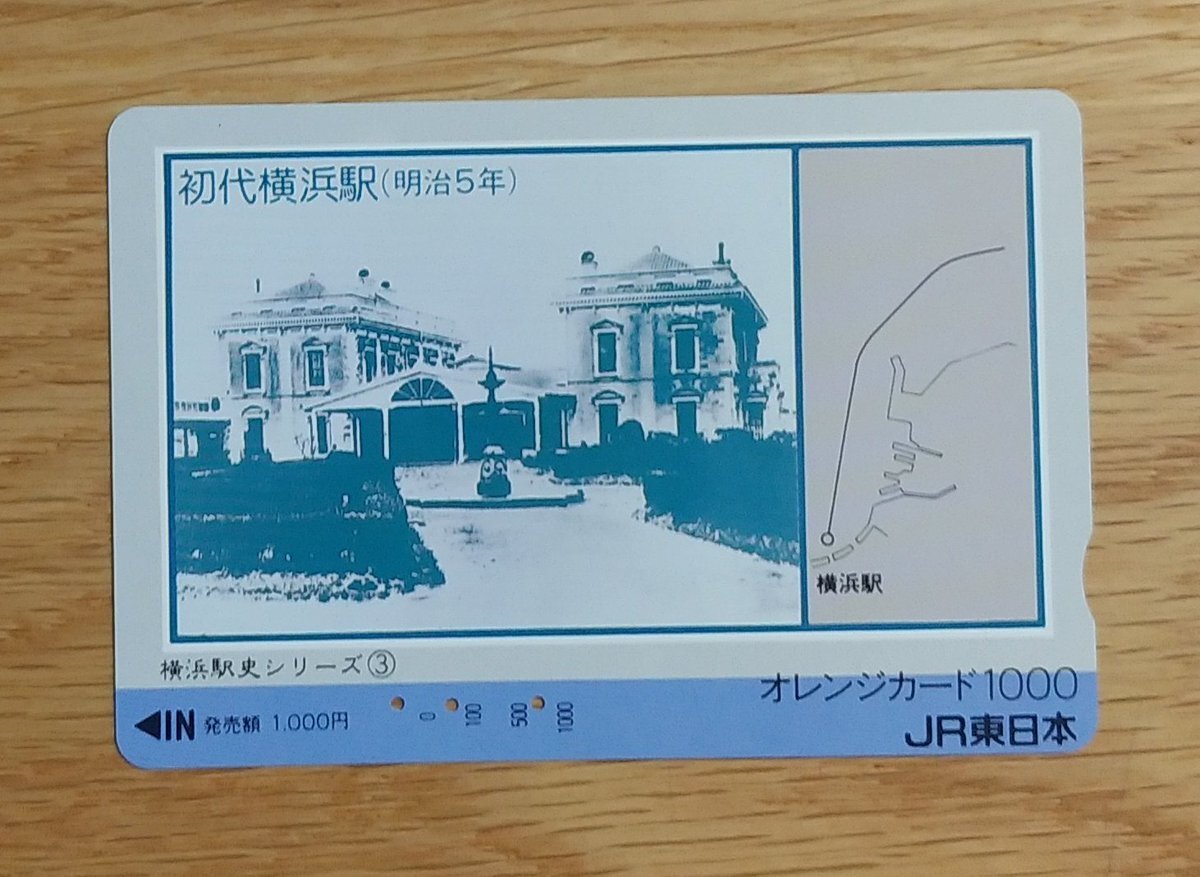 初代横浜駅(明治5年)
横浜駅
横浜駅史シリーズ③
オレンジカード1000
◀IN 発売額 1,000円 0 100 500 1000
JR東日本